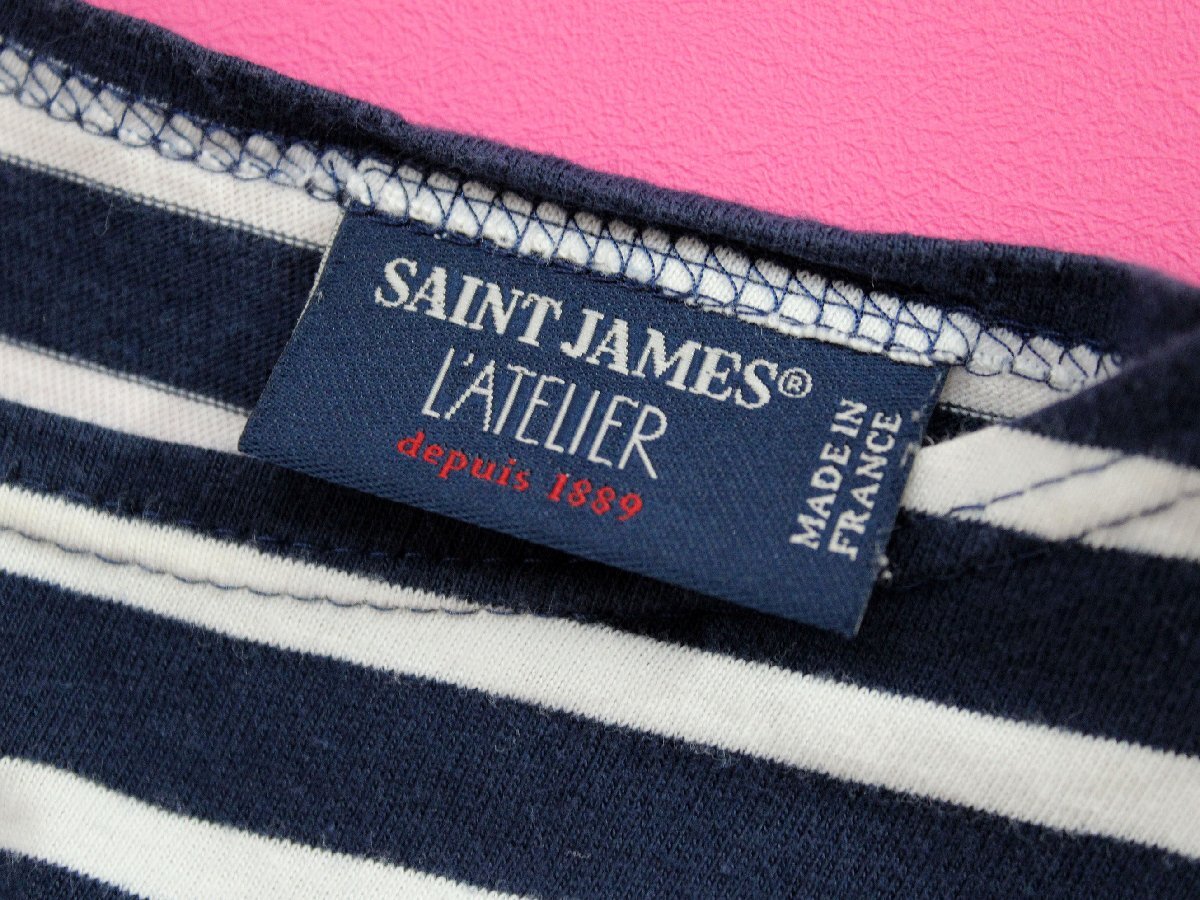 SAINT JAMES®
L'ATELIER
depuis 1889
MADE IN
FRANCE